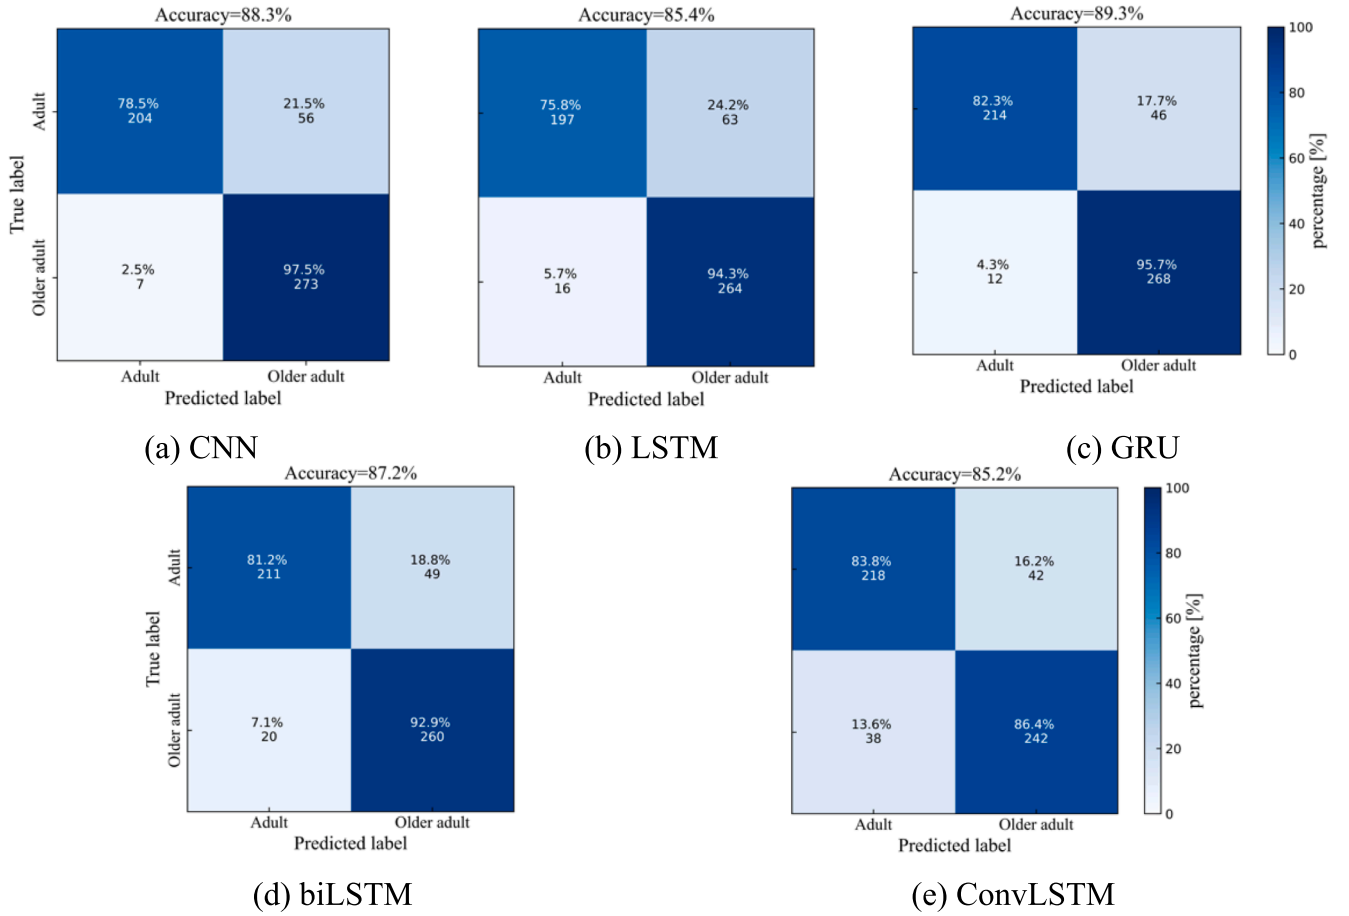 Accuracy=88.3%
True label
Adult
Older adult
78.5%
204
21.5%
56
2.5%
7
97.5%
273
Adult
Older adult
Predicted label
(a) CNN
Accuracy=85.4%
75.8%
197
24.2%
63
5.7%
16
94.3%
264
Adult
Older adult
Predicted label
(b) LSTM
Accuracy=89.3%
82.3%
214
17.7%
46
4.3%
12
95.7%
268
Adult
Older adult
Predicted label
100
80
60
40
20
0
percentage [%]
(c) GRU
Accuracy=87.2%
True label
Adult
Older adult
81.2%
211
18.8%
49
7.1%
20
92.9%
260
Adult
Older adult
Predicted label
(d) biLSTM
Accuracy=85.2%
83.8%
218
16.2%
42
13.6%
38
86.4%
242
Adult
Older adult
Predicted label
100
80
60
40
20
0
percentage [%]
(e) ConvLSTM